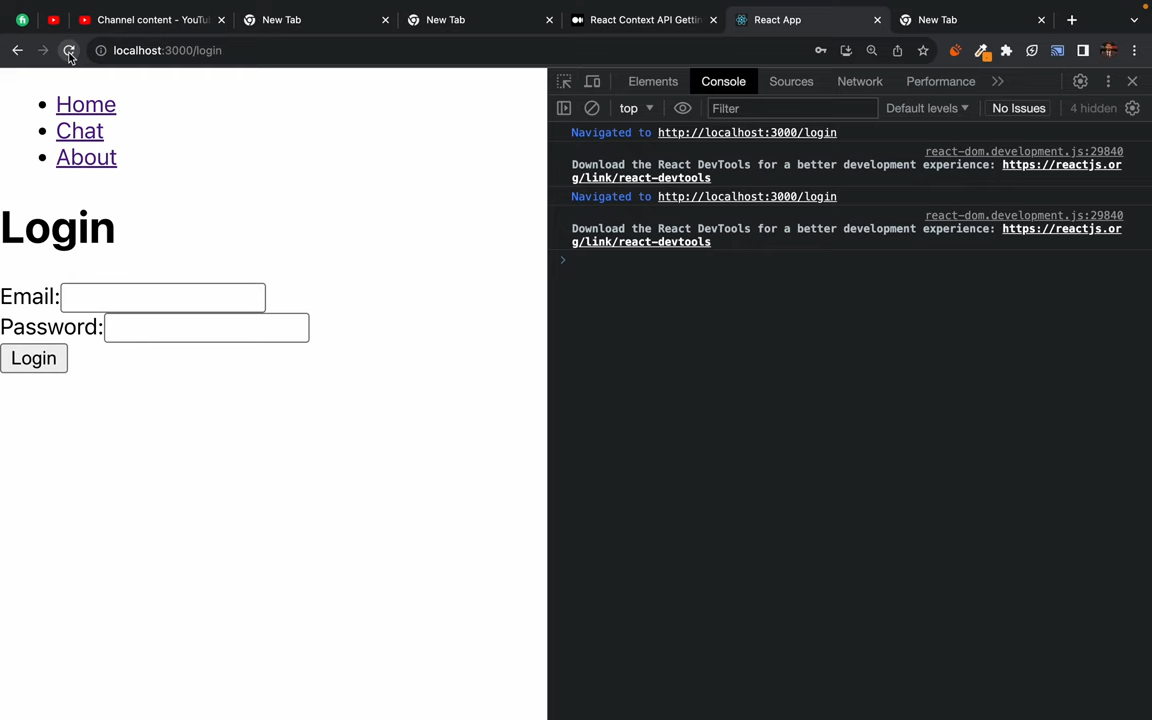 Channel content - YouTu
New Tab
New Tab
React Context API Gettin
React App
New Tab
localhost:3000/login
Home
Chat
About
Login
Email:
Password:
Login
Elements
Console
Sources
Network
Performance
top
Filter
Default levels
No Issues
4 hidden
Navigated to http://localhost:3000/login
react-dom.development.js:29840
Download the React DevTools for a better development experience: https://reactjs.or
g/link/react-devtools
Navigated to http://localhost:3000/login
react-dom.development.js:29840
Download the React DevTools for a better development experience: https://reactjs.or
g/link/react-devtools